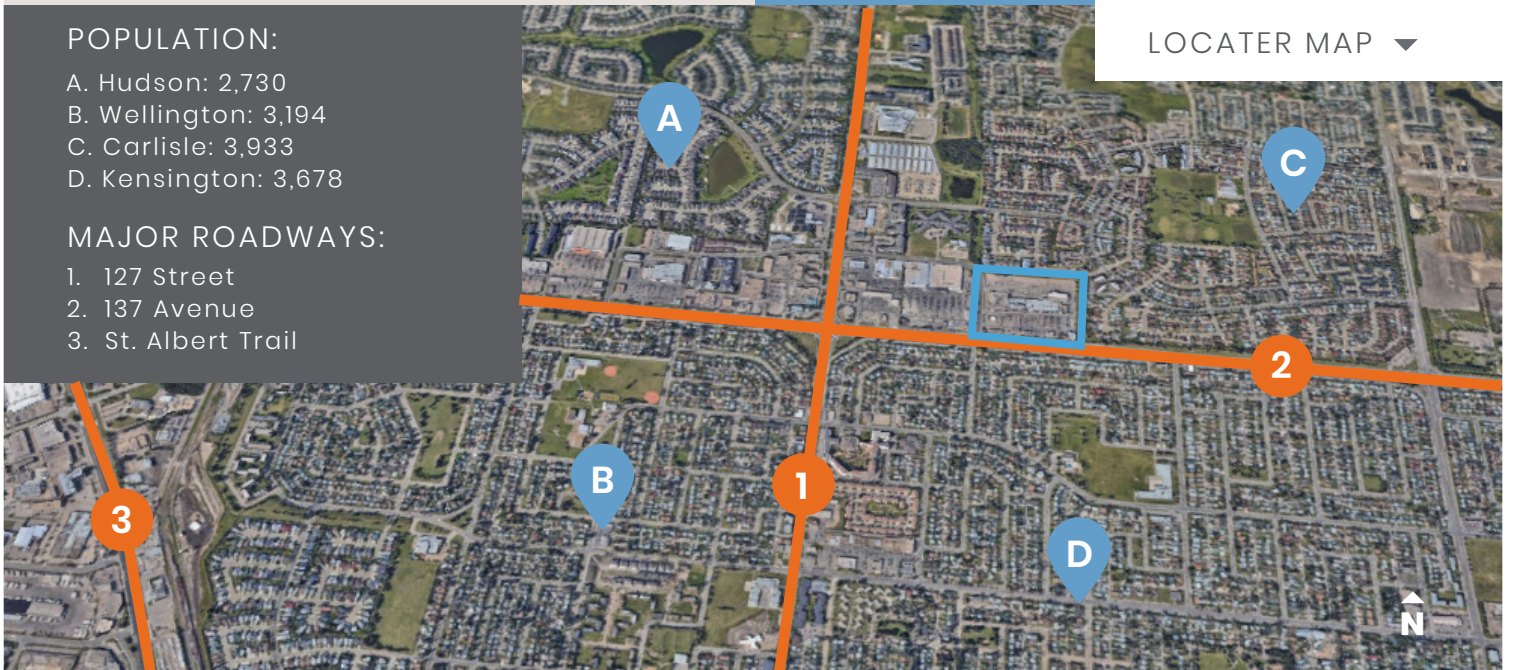 POPULATION:
A. Hudson: 2,730
B. Wellington: 3,194
C. Carlisle: 3,933
D. Kensington: 3,678
MAJOR ROADWAYS:
1. 127 Street
2. 137 Avenue
3. St. Albert Trail
LOCATER MAP
A
C
2
B
1
3
D
N